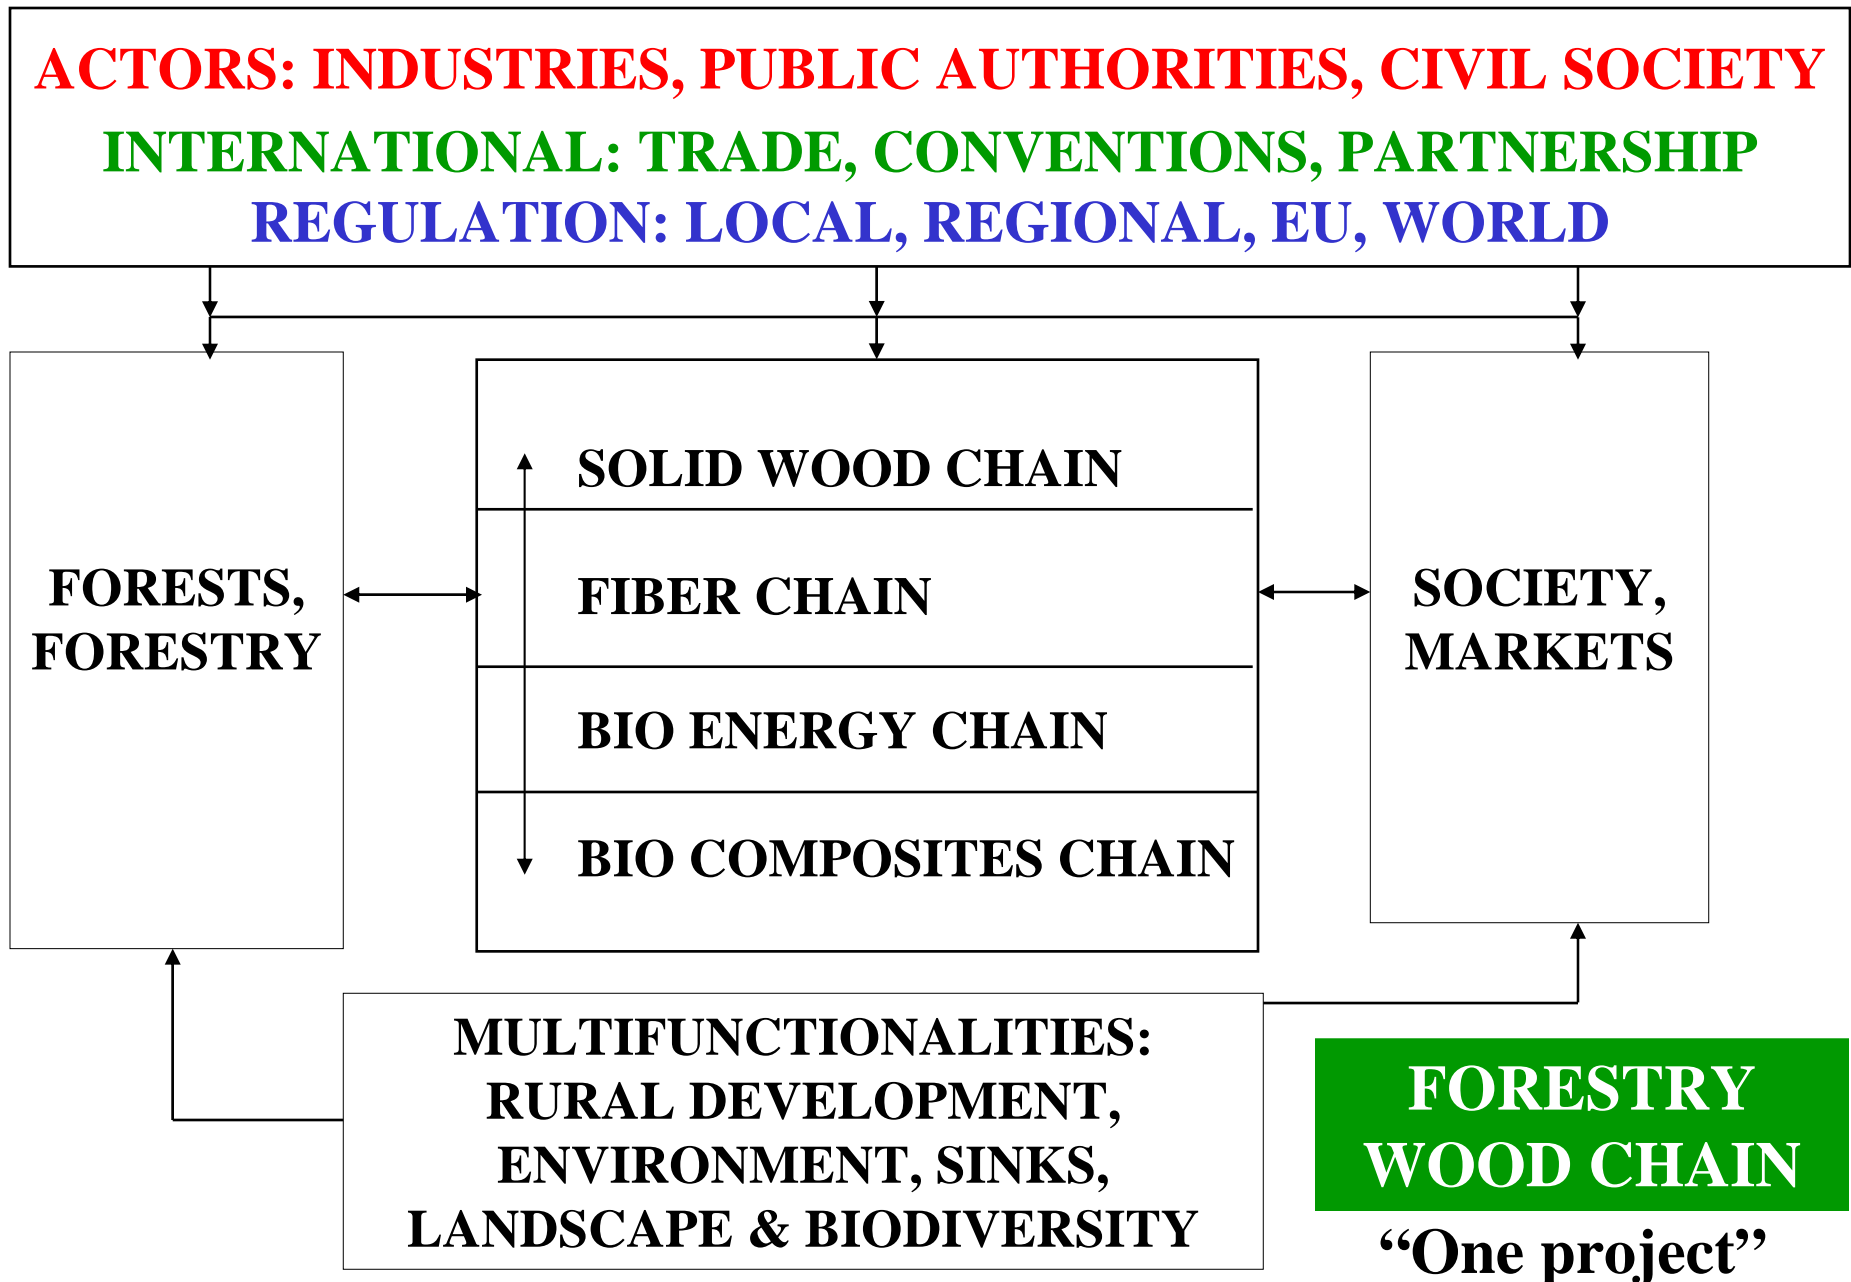 ACTORS: INDUSTRIES, PUBLIC AUTHORITIES, CIVIL SOCIETY
INTERNATIONAL: TRADE, CONVENTIONS, PARTNERSHIP
REGULATION: LOCAL, REGIONAL, EU, WORLD
FORESTS,
FORESTRY
SOLID WOOD CHAIN
FIBER CHAIN
BIO ENERGY CHAIN
BIO COMPOSITES CHAIN
SOCIETY,
MARKETS
MULTIFUNCTIONALITIES:
RURAL DEVELOPMENT,
ENVIRONMENT, SINKS,
LANDSCAPE & BIODIVERSITY
FORESTRY
WOOD CHAIN
“One project”